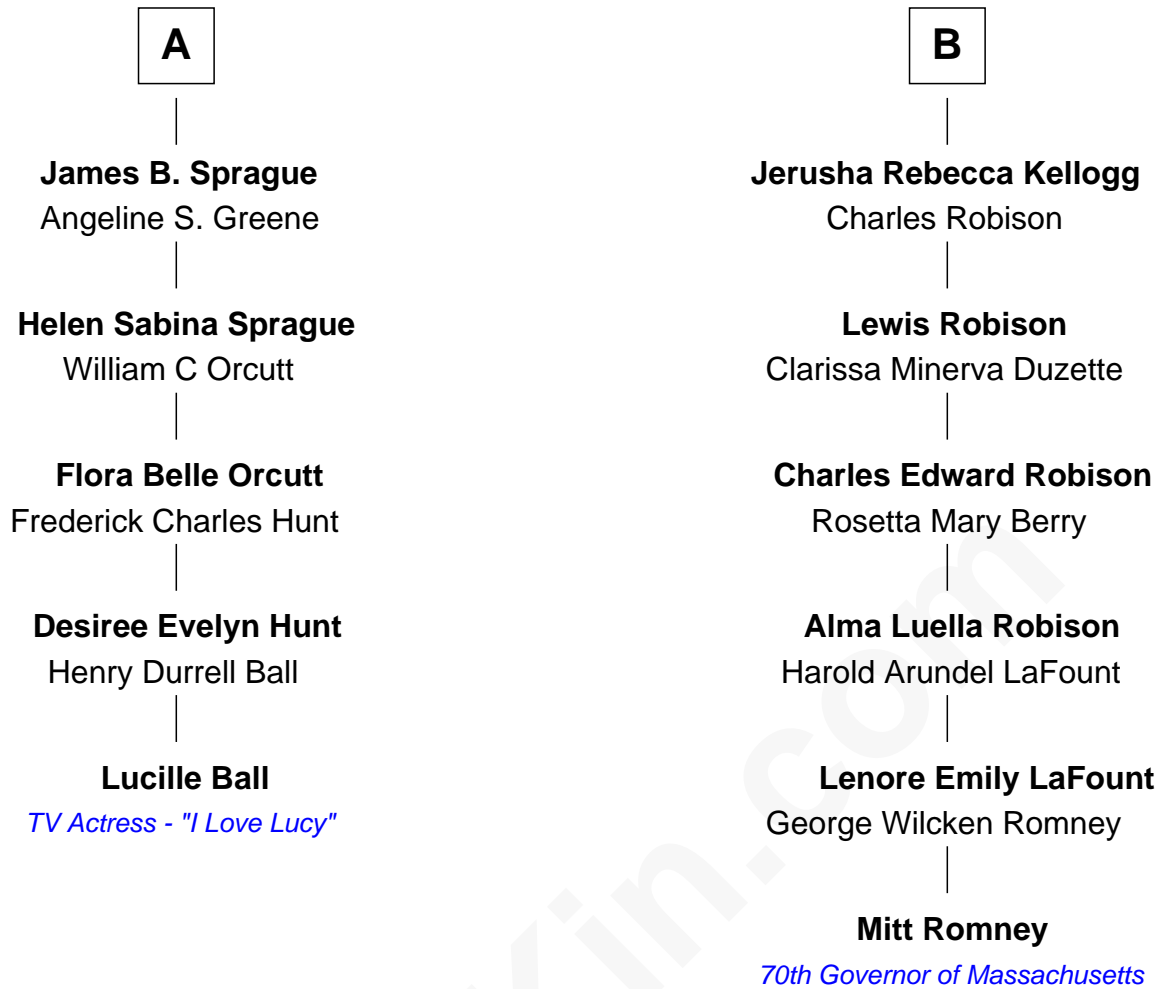 A
James B. Sprague
Angeline S. Greene
Helen Sabina Sprague
William C Orcutt
Flora Belle Orcutt
Frederick Charles Hunt
Desiree Evelyn Hunt
Henry Durrell Ball
Lucille Ball
TV Actress - "I Love Lucy"
B
Jerusha Rebecca Kellogg
Charles Robison
Lewis Robison
Clarissa Minerva Duzette
Charles Edward Robison
Rosetta Mary Berry
Alma Luella Robison
Harold Arundel LaFount
Lenore Emily LaFount
George Wilcken Romney
Mitt Romney
70th Governor of Massachusetts
Kin.com